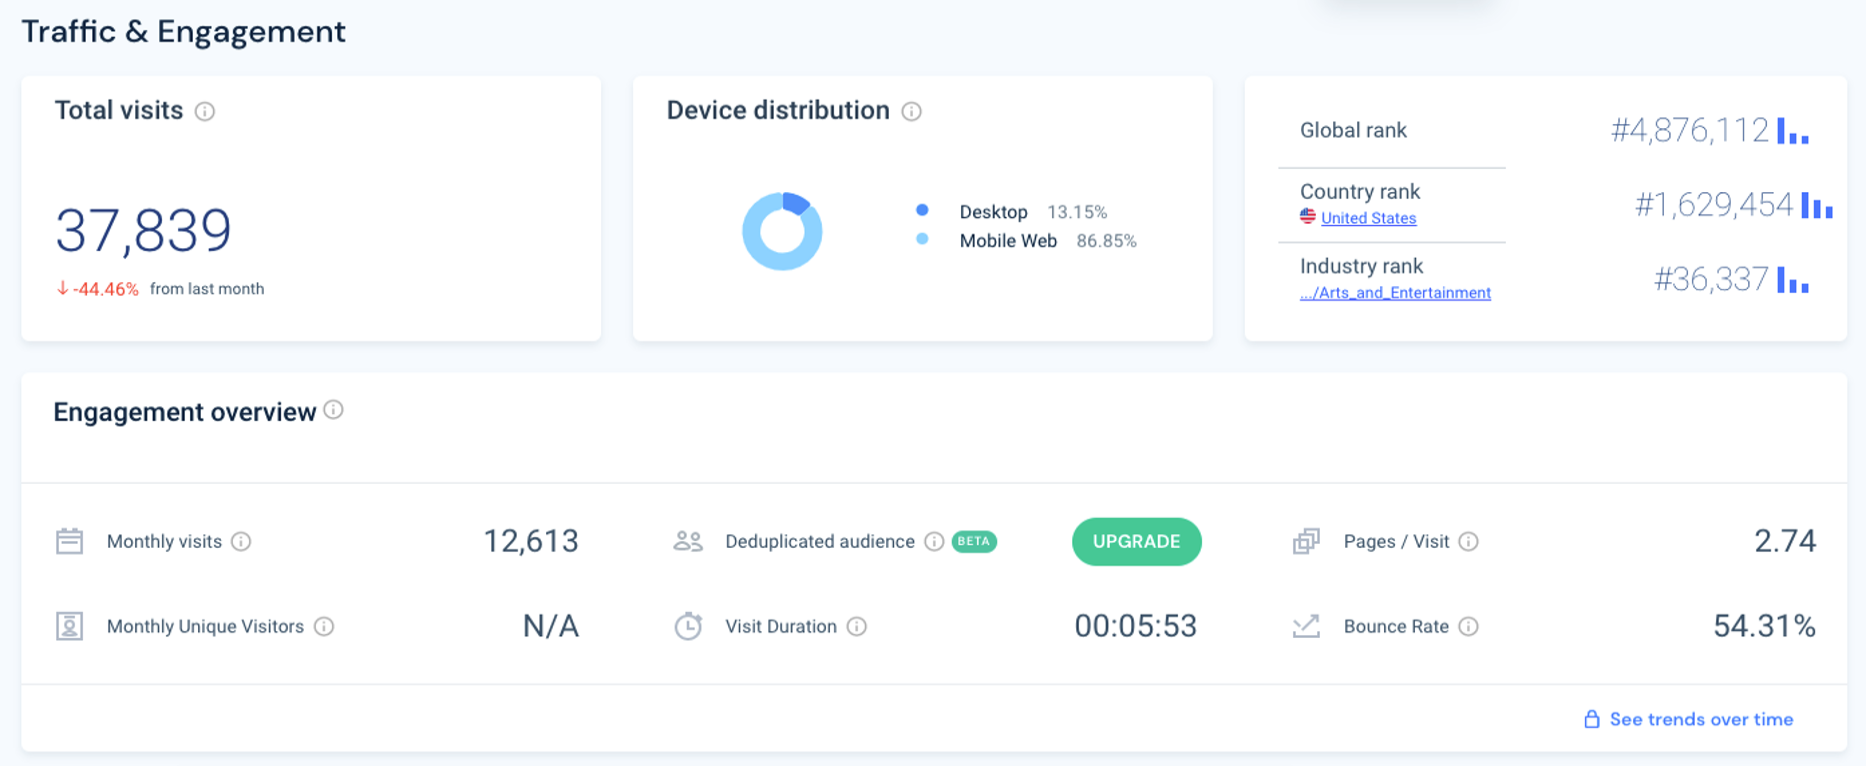 Traffic & Engagement
Total visits
37,839
-44.46% from last month
Device distribution
Desktop 13.15%
Mobile Web 86.85%
Global rank #4,876,112
Country rank #1,629,454
United States
Industry rank #36,337
.../Arts_and_Entertainment
Engagement overview
Monthly visits 12,613
Deduplicated audience BETA UPGRADE
Pages / Visit 2.74
Monthly Unique Visitors N/A
Visit Duration 00:05:53
Bounce Rate 54.31%
See trends over time